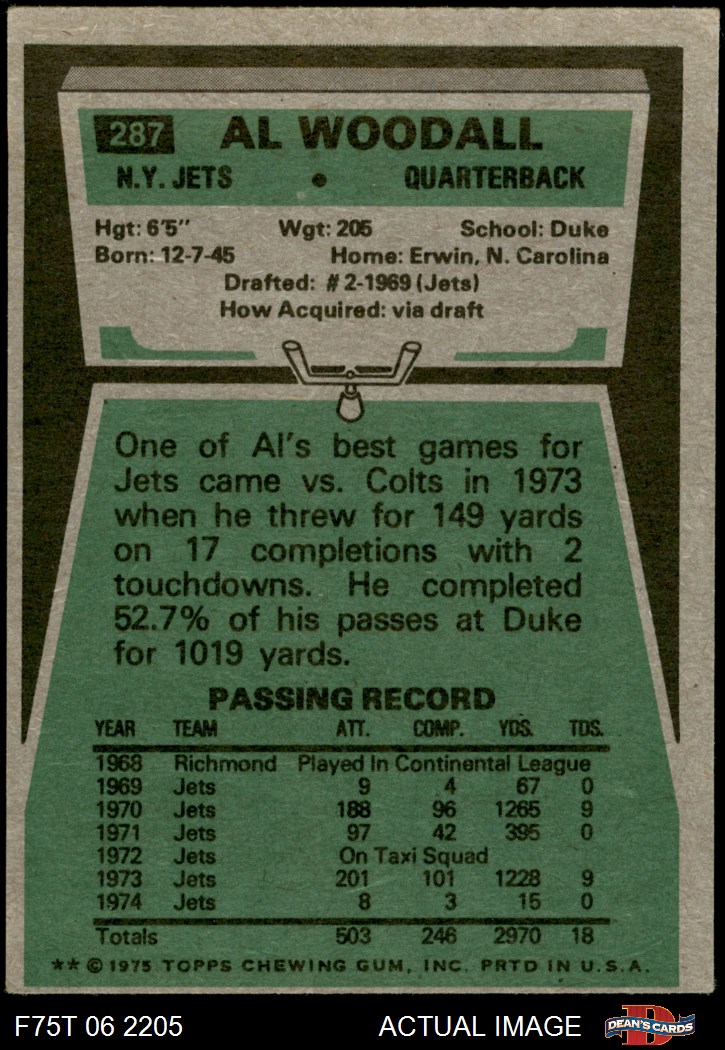 287 AL WOODALL
N.Y. JETS • QUARTERBACK
Hgt: 6'5" Wgt: 205 School: Duke
Born: 12-7-45 Home: Erwin, N. Carolina
Drafted: #2-1969 (Jets)
How Acquired: via draft
One of Al's best games for
Jets came vs. Colts in 1973
when he threw for 149 yards
on 17 completions with 2
touchdowns. He completed
52.7% of his passes at Duke
for 1019 yards.
PASSING RECORD
YEAR TEAM ATT. COMP. YDS. TDS.
1968 Richmond Played In Continental League
1969 Jets 9 4 67 0
1970 Jets 188 96 1265 9
1971 Jets 97 42 395 0
1972 Jets On Taxi Squad
1973 Jets 201 101 1228 9
1974 Jets 8 3 15 0
Totals 503 246 2970 18
** © 1975 TOPPS CHEWING GUM, INC. PRTD IN U.S.A.
F75T 06 2205 ACTUAL IMAGE D DEAN'S CARDS